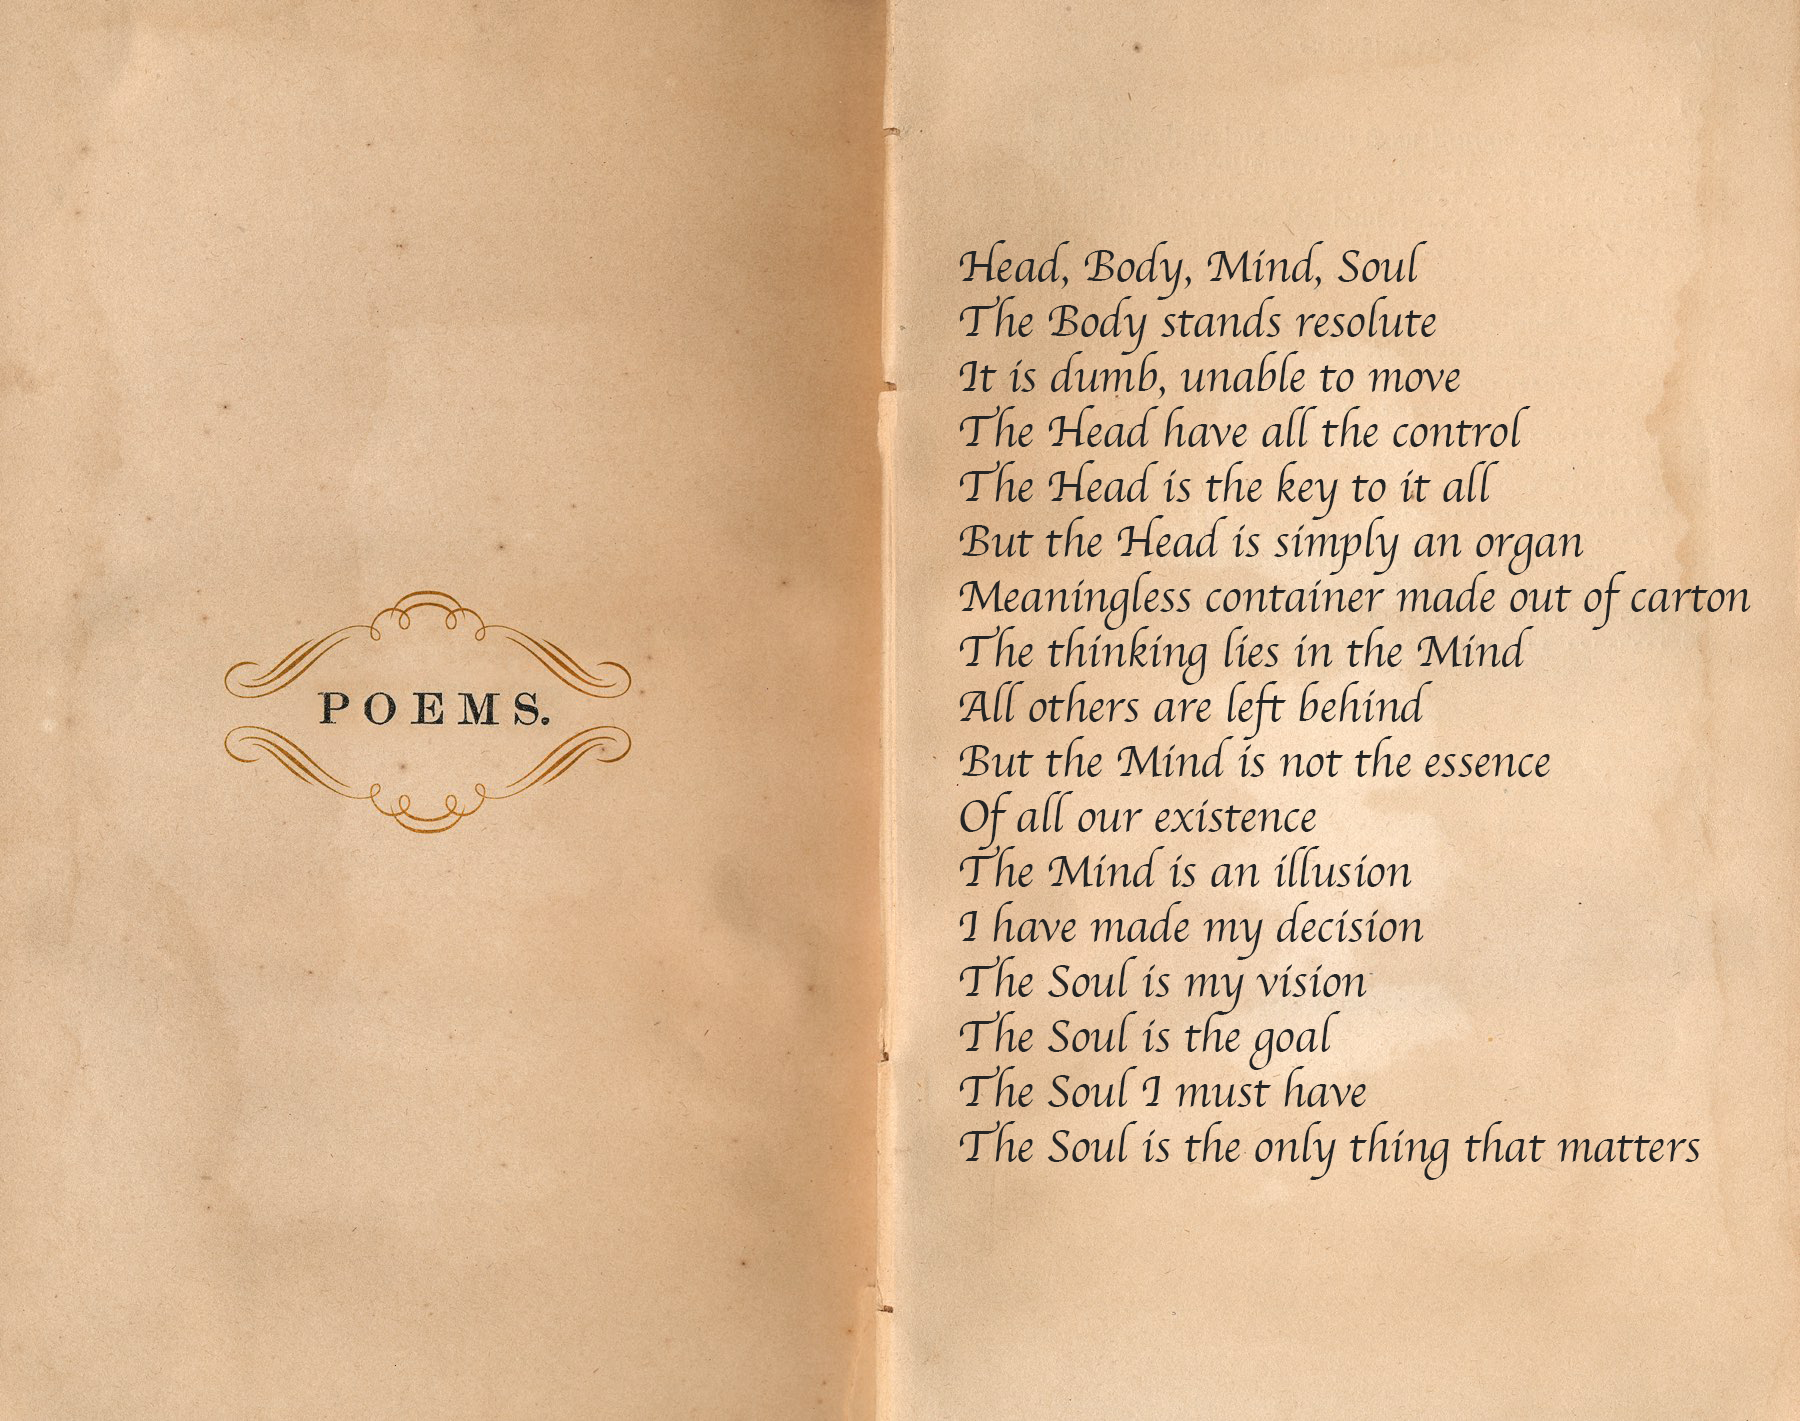 POEMS.
Head, Body, Mind, Soul
The Body stands resolute
It is dumb, unable to move
The Head have all the control
The Head is the key to it all
But the Head is simply an organ
Meaningless container made out of carton
The thinking lies in the Mind
All others are left behind
But the Mind is not the essence
Of all our existence
The Mind is an illusion
I have made my decision
The Soul is my vision
The Soul is the goal
The Soul I must have
The Soul is the only thing that matters